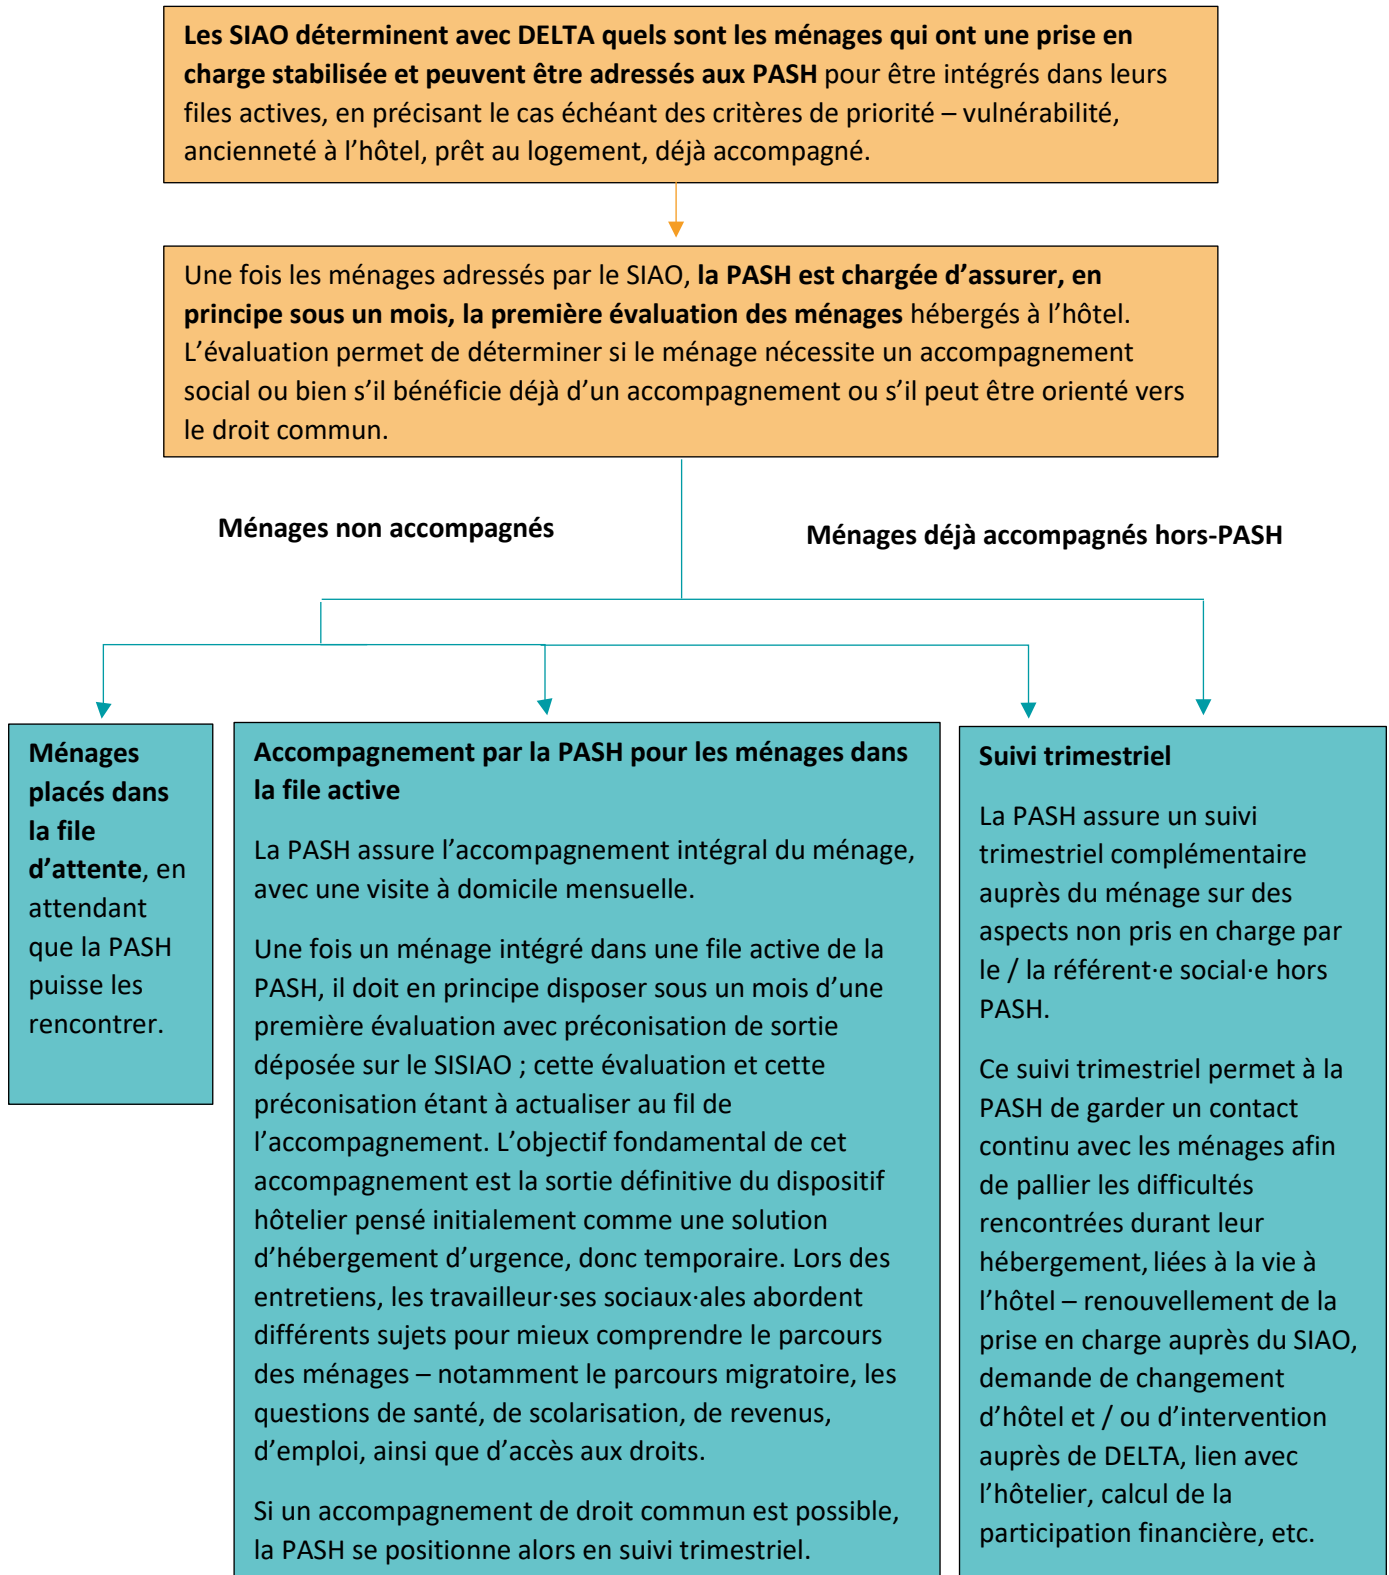 Les SIAO déterminent avec DELTA quels sont les ménages qui ont une prise en
charge stabilisée et peuvent être adressés aux PASH pour être intégrés dans leurs
files actives, en précisant le cas échéant des critères de priorité – vulnérabilité,
ancienneté à l’hôtel, prêt au logement, déjà accompagné.
Une fois les ménages adressés par le SIAO, la PASH est chargée d’assurer, en
principe sous un mois, la première évaluation des ménages hébergés à l’hôtel.
L’évaluation permet de déterminer si le ménage nécessite un accompagnement
social ou bien s’il bénéficie déjà d’un accompagnement ou s’il peut être orienté vers
le droit commun.
Ménages non accompagnés
Ménages déjà accompagnés hors-PASH
Ménages
placés dans
la file
d’attente, en
attendant
que la PASH
puisse les
rencontrer.
Accompagnement par la PASH pour les ménages dans
la file active
La PASH assure l’accompagnement intégral du ménage,
avec une visite à domicile mensuelle.
Une fois un ménage intégré dans une file active de la
PASH, il doit en principe disposer sous un mois d’une
première évaluation avec préconisation de sortie
déposée sur le SISIAO ; cette évaluation et cette
préconisation étant à actualiser au fil de
l’accompagnement. L’objectif fondamental de cet
accompagnement est la sortie définitive du dispositif
hôtelier pensé initialement comme une solution
d’hébergement d’urgence, donc temporaire. Lors des
entretiens, les travailleur·ses sociaux·ales abordent
différents sujets pour mieux comprendre le parcours
des ménages – notamment le parcours migratoire, les
questions de santé, de scolarisation, de revenus,
d’emploi, ainsi que d’accès aux droits.
Si un accompagnement de droit commun est possible,
la PASH se positionne alors en suivi trimestriel.
Suivi trimestriel
La PASH assure un suivi
trimestriel complémentaire
auprès du ménage sur des
aspects non pris en charge par
le / la référent·e social·e hors
PASH.
Ce suivi trimestriel permet à la
PASH de garder un contact
continu avec les ménages afin
de pallier les difficultés
rencontrées durant leur
hébergement, liées à la vie à
l’hôtel – renouvellement de la
prise en charge auprès du SIAO,
demande de changement
d’hôtel et / ou d’intervention
auprès de DELTA, lien avec
l’hôtelier, calcul de la
participation financière, etc.